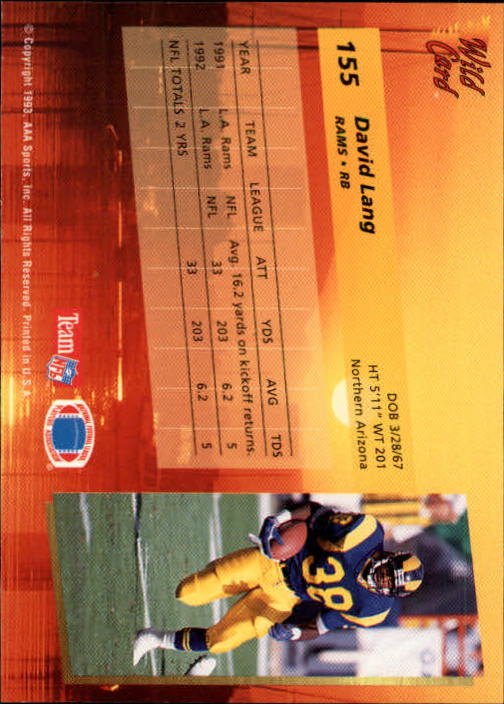 Wild
Card
155 David Lang
RAMS • RB
DOB 3/28/67
HT 5'11" WT 201
Northern Arizona
YEAR TEAM LEAGUE ATT YDS AVG TDS
1991 L.A. Rams NFL Avg. 16.2 yards on kickoff returns.
1992 L.A. Rams NFL 33 203 6.2 5
NFL TOTALS 2 YRS 33 203 6.2 5
38
Team NFL
© Copyright 1993, AAA Sports, Inc. All Rights Reserved. Printed in U.S.A.